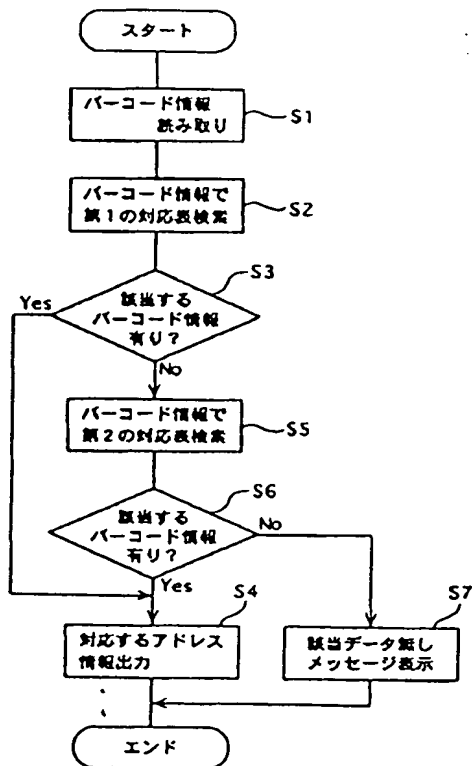 スタート
バーコード情報
読み取り
S1
バーコード情報で
第1の対応表検索
S2
S3
該当する
バーコード情報
有り?
Yes
No
バーコード情報で
第2の対応表検索
S5
S6
該当する
バーコード情報
有り?
No
Yes
S4
対応するアドレス
情報出力
S7
該当データ無し
メッセージ表示
エンド